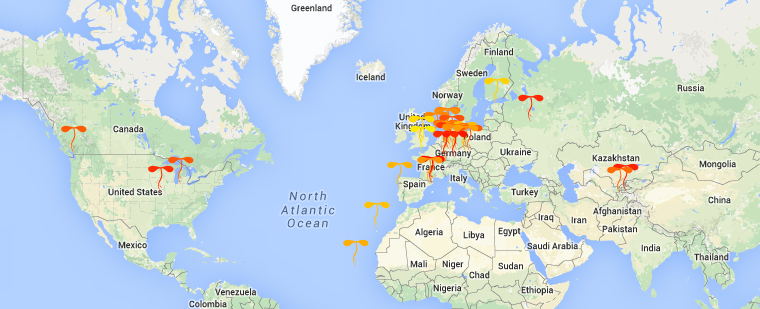 Greenland
Finland
Iceland
Sweden
Russia
Norway
United
Kingdom
Canada
Poland
Germany
Ukraine
Kazakhstan
Mongolia
France
Italy
United States
Spain
Turkey
China
North
Atlantic
Ocean
Afghanistan
Iraq
Iran
Pakistan
Algeria
Libya
Egypt
Mexico
Saudi Arabia
India
Mali
Niger
Sudan
Thailand
Chad
Venezuela
Nigeria
Ethiopia
Colombia